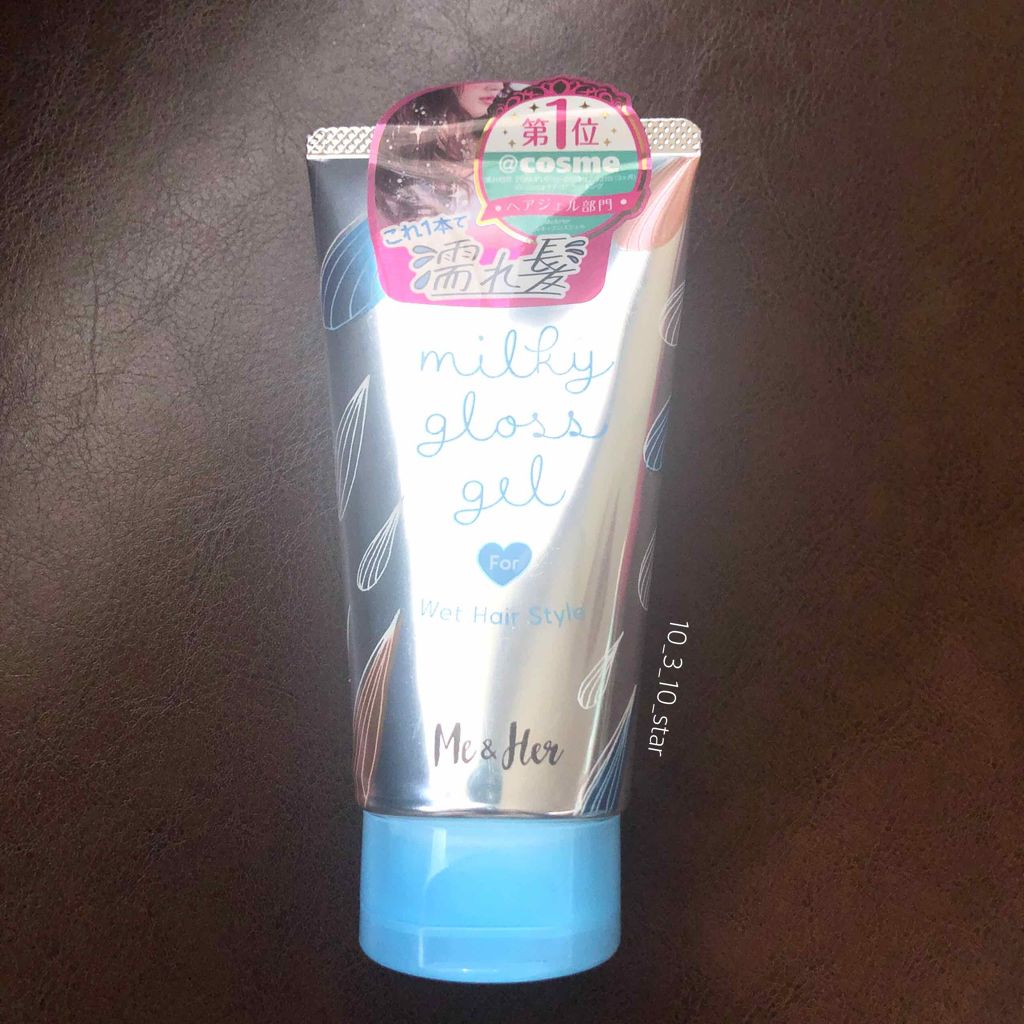 第1位
@cosme
ヘアジェル部門
これ1本で
濡れ髪
milky
gloss
gel
For
Wet Hair Style
Me & Her
10_3_10_star